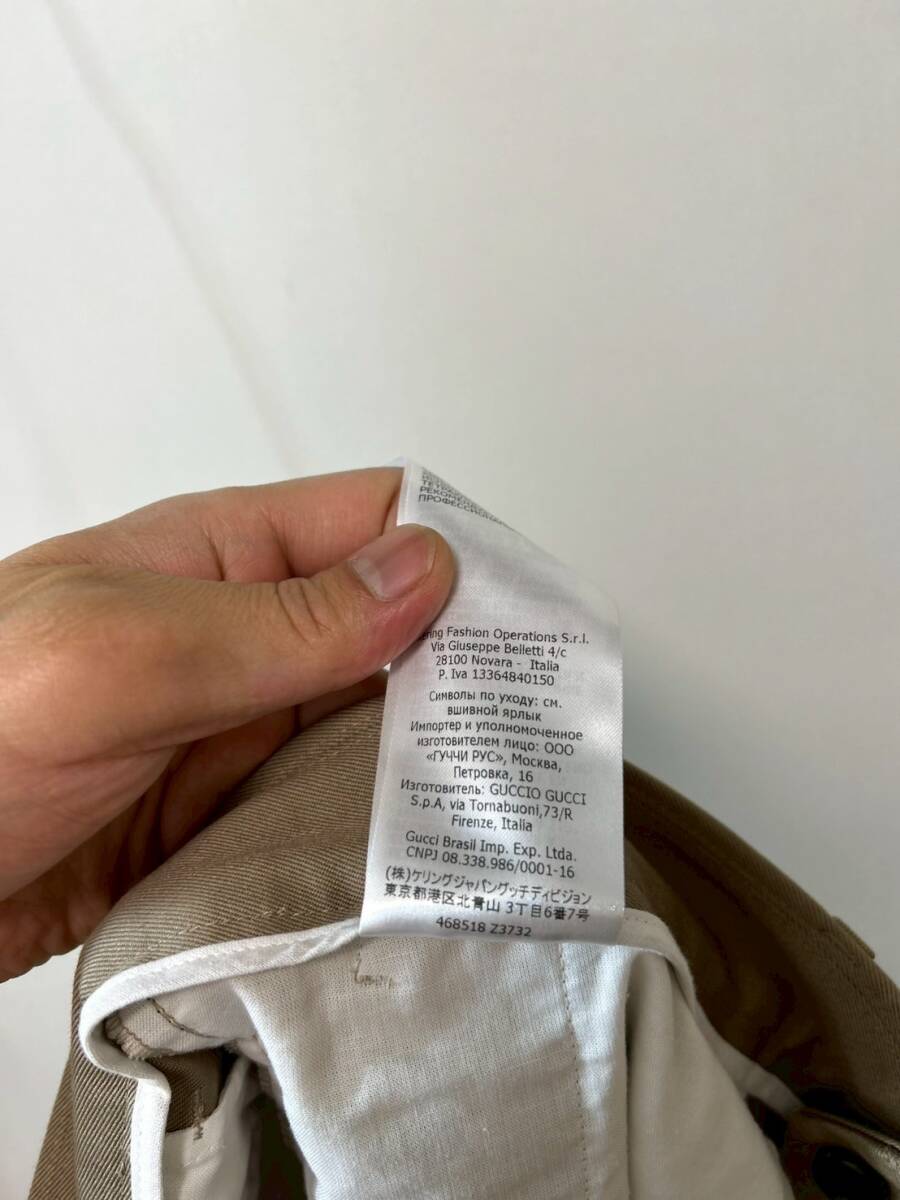 ering Fashion Operations S.r.l.
Via Giuseppe Belletti 4/c
28100 Novara - Italia
P. Iva 13364840150
Символы по уходу: см.
вшивной ярлык
Импортер и уполномоченное
изготовителем лицо: ООО
«ГУЧЧИ РУС», Москва,
Петровка, 16
Изготовитель: GUCCIO GUCCI
S.p.A, via Tornabuoni,73/R
Firenze, Italia
Gucci Brasil Imp. Exp. Ltda.
CNPJ 08.338.986/0001-16
(株)ケリングジャパングッチディビジョン
東京都港区北青山 3丁目6番7号
468518 Z3732